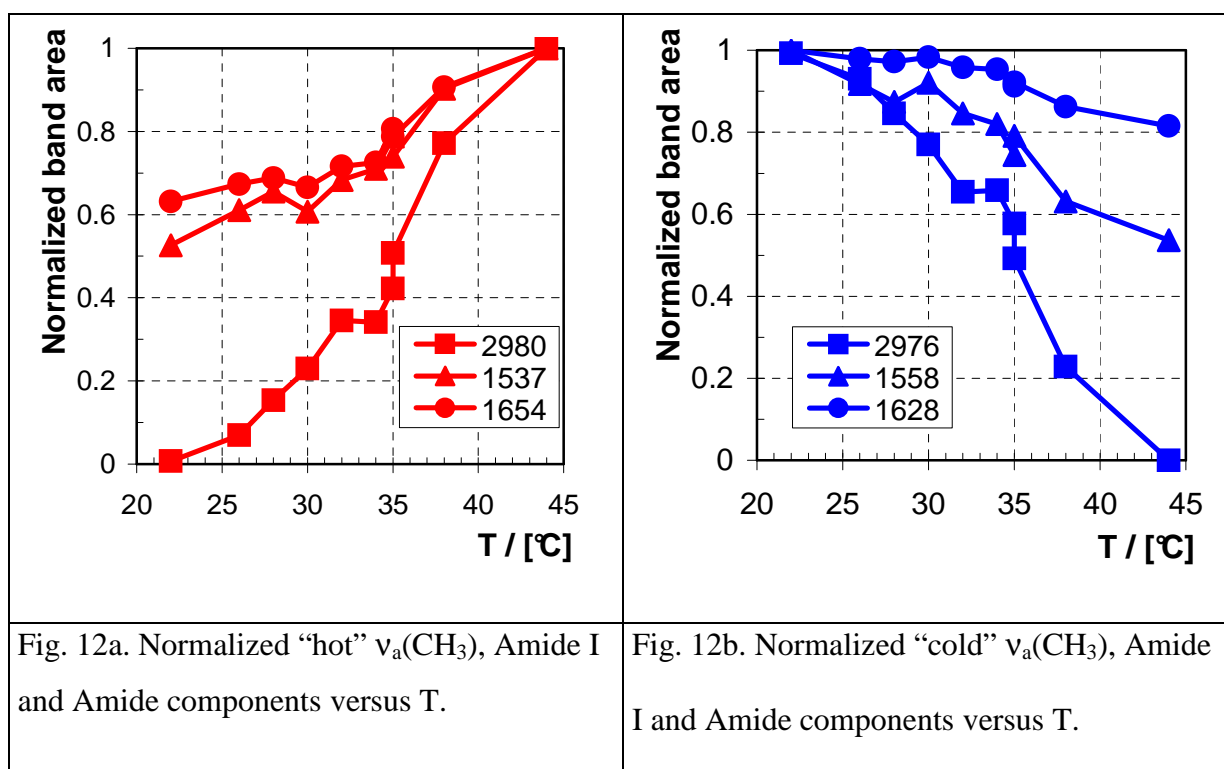 Normalized band area
1
0.8
0.6
0.4
0.2
0
2980
1537
1654
20 25 30 35 40 45
T / [°C]
Normalized band area
1
0.8
0.6
0.4
0.2
0
2976
1558
1628
20 25 30 35 40 45
T / [°C]
Fig. 12a. Normalized “hot” νa(CH3), Amide I
and Amide components versus T.
Fig. 12b. Normalized “cold” νa(CH3), Amide
I and Amide components versus T.